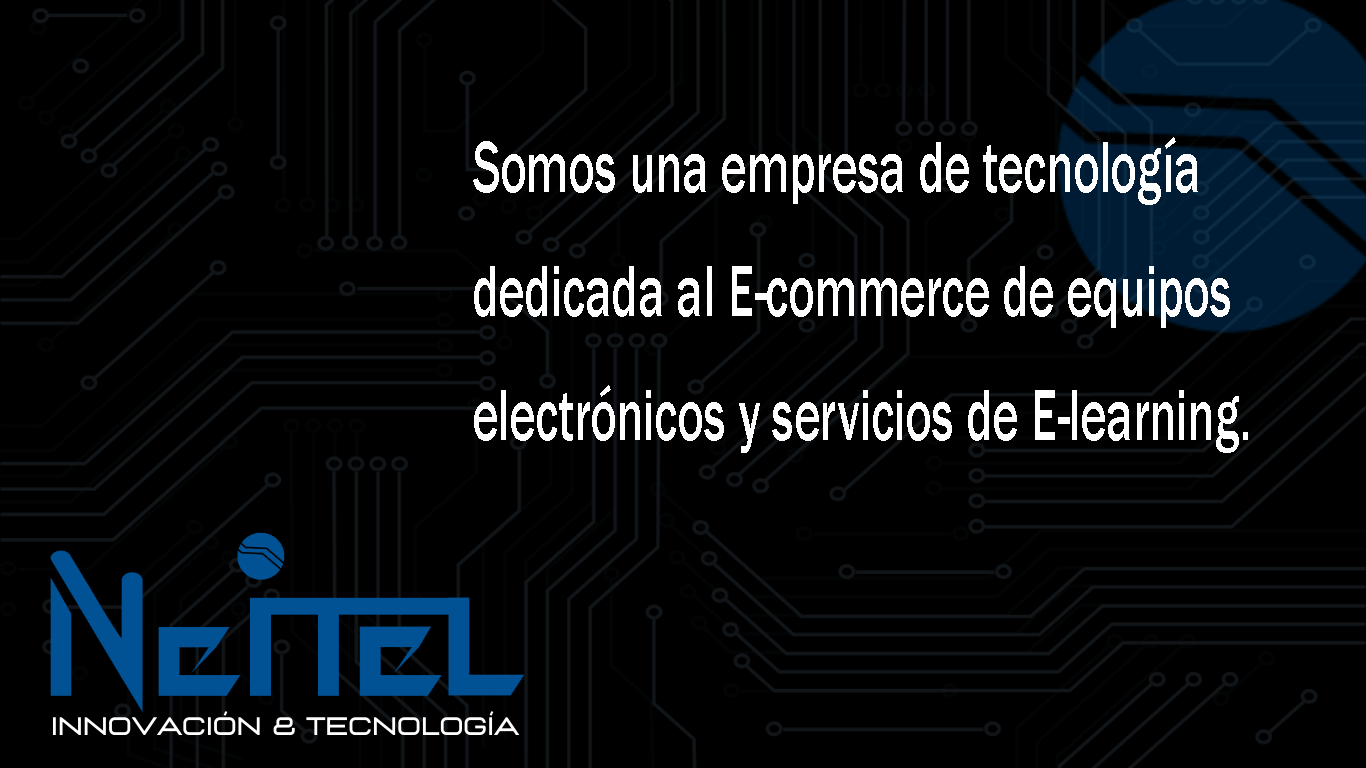 Somos una empresa de tecnología
dedicada al E-commerce de equipos
electrónicos y servicios de E-learning.
NeiTeL
INNOVACIÓN & TECNOLOGÍA